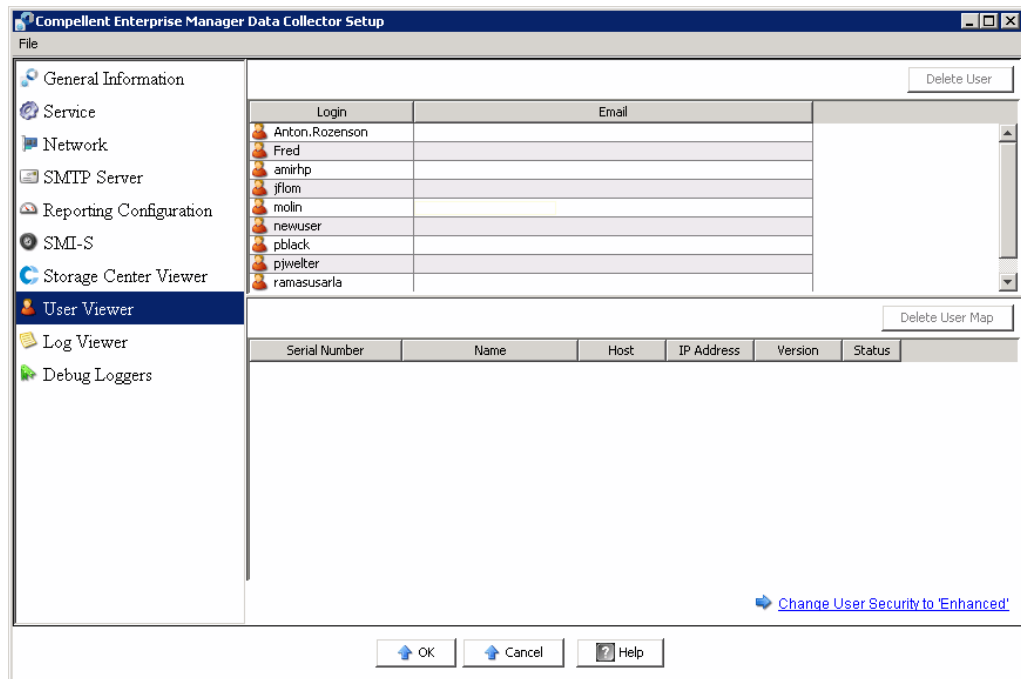 Compellent Enterprise Manager Data Collector Setup
File
General Information
Service
Network
SMTP Server
Reporting Configuration
SMI-S
Storage Center Viewer
User Viewer
Log Viewer
Debug Loggers
Delete User
Login Email
Anton.Rozenson
Fred
amirhp
jflom
molin
newuser
pblack
pjwelter
ramasusarla
Delete User Map
Serial Number Name Host IP Address Version Status
Change User Security to 'Enhanced'
OK Cancel ? Help